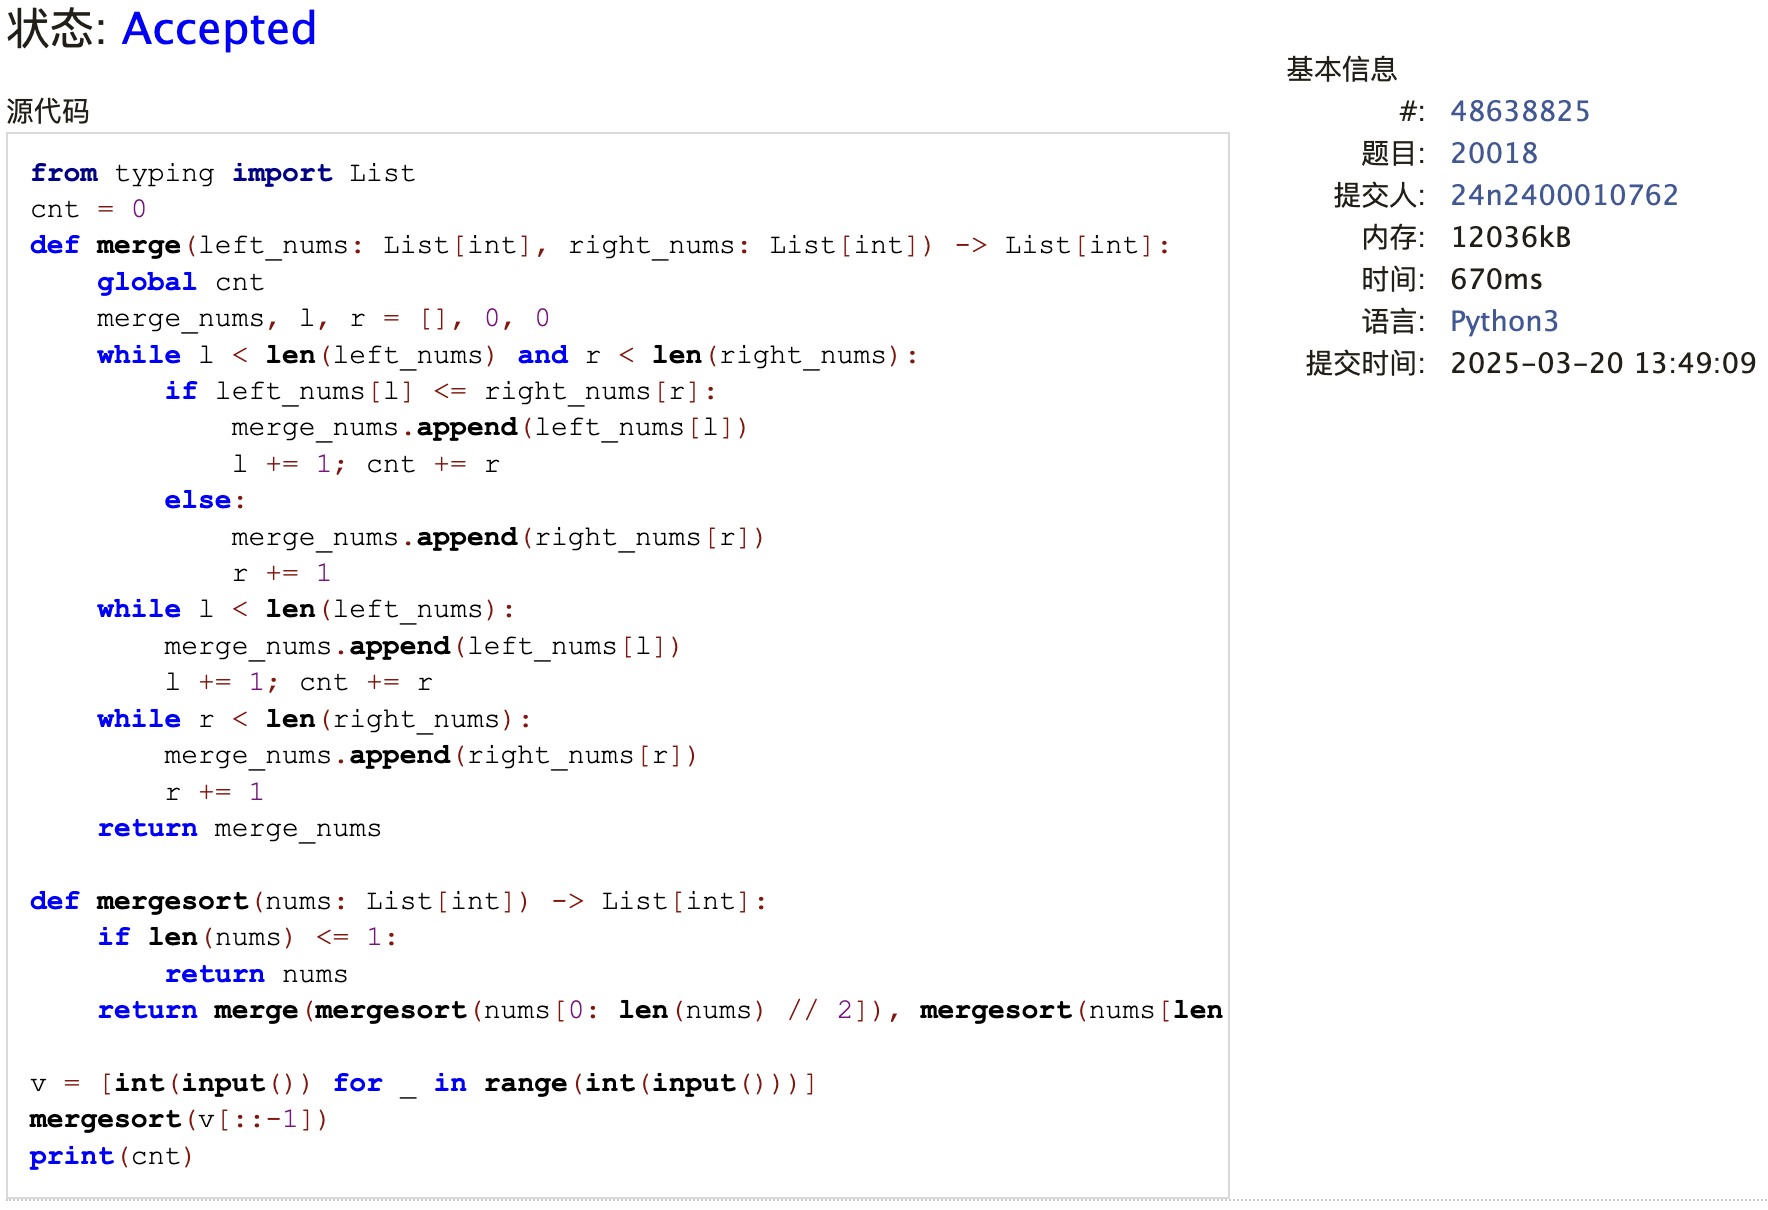 状态: Accepted
源代码
from typing import List
cnt = 0
def merge(left_nums: List[int], right_nums: List[int]) -> List[int]:
    global cnt
    merge_nums, l, r = [], 0, 0
    while l < len(left_nums) and r < len(right_nums):
        if left_nums[l] <= right_nums[r]:
            merge_nums.append(left_nums[l])
            l += 1; cnt += r
        else:
            merge_nums.append(right_nums[r])
            r += 1
    while l < len(left_nums):
        merge_nums.append(left_nums[l])
        l += 1; cnt += r
    while r < len(right_nums):
        merge_nums.append(right_nums[r])
        r += 1
    return merge_nums

def mergesort(nums: List[int]) -> List[int]:
    if len(nums) <= 1:
        return nums
    return merge(mergesort(nums[0: len(nums) // 2]), mergesort(nums[len

v = [int(input()) for _ in range(int(input()))]
mergesort(v[::-1])
print(cnt)
基本信息
#: 48638825
题目: 20018
提交人: 24n2400010762
内存: 12036kB
时间: 670ms
语言: Python3
提交时间: 2025-03-20 13:49:09